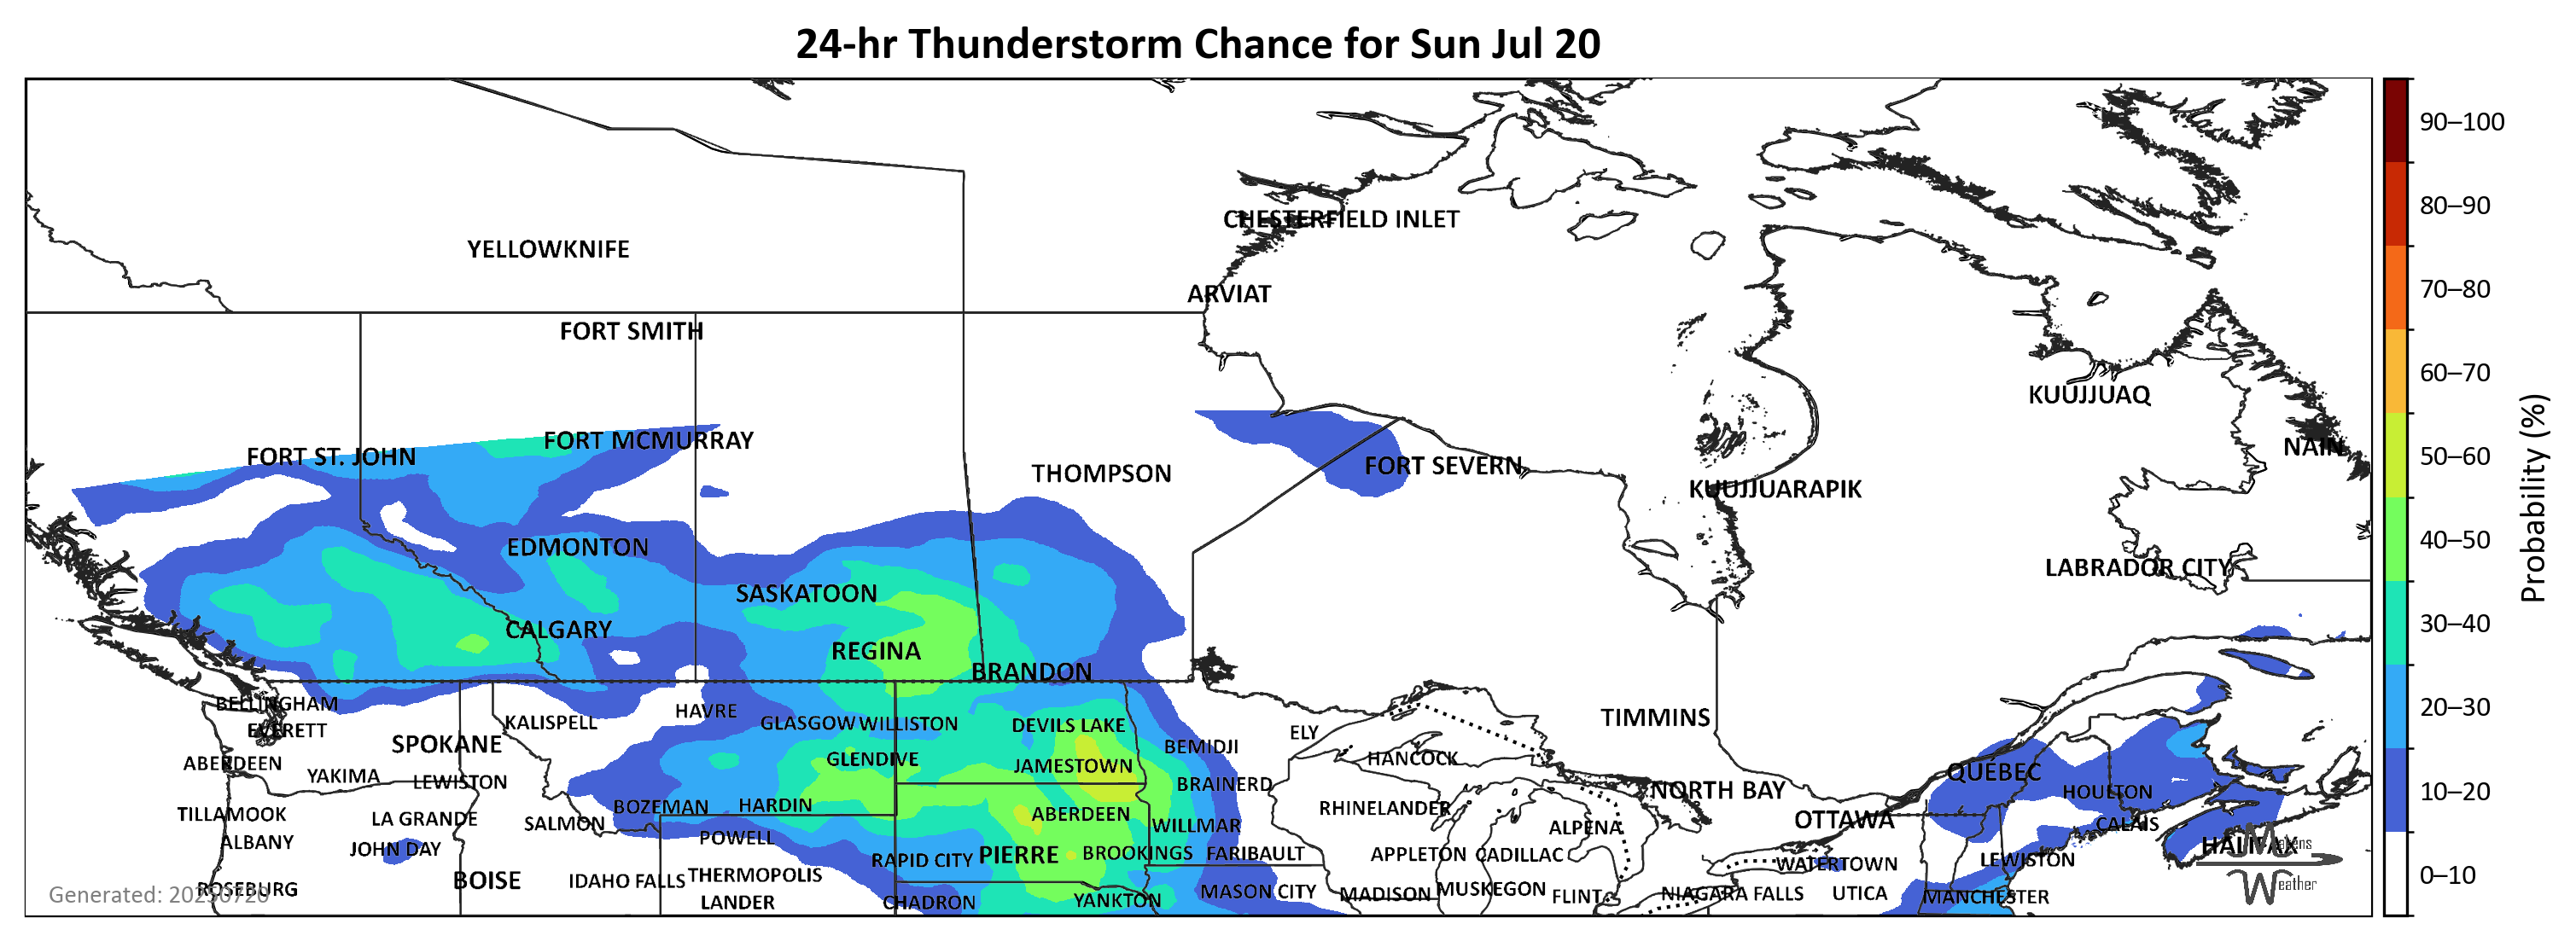 24-hr Thunderstorm Chance for Sun Jul 20
90–100
80–90
70–80
60–70
50–60
40–50
30–40
20–30
10–20
0–10
Probability (%)
CHESTERFIELD INLET
YELLOWKNIFE
ARVIAT
FORT SMITH
KUUJJUAQ
FORT MCMURRAY
NAIN
FORT ST. JOHN
FORT SEVERN
THOMPSON
KUUJJUARAPIK
EDMONTON
LABRADOR CITY
SASKATOON
CALGARY
REGINA
BRANDON
BELLINGHAM
HAVRE
TIMMINS
KALISPELL
GLASGOW
WILLISTON
DEVILS LAKE
EVERETT
ELY
SPOKANE
BEMIDJI
HANCOCK
GLENDIVE
ABERDEEN
JAMESTOWN
QUÉBEC
YAKIMA
LEWISTON
BRAINERD
NORTH BAY
HOULTON
BOZEMAN
HARDIN
RHINELANDER
TILLAMOOK
ABERDEEN
LA GRANDE
OTTAWA
SALMON
WILLMAR
CALAIS
ALPENA
POWELL
ALBANY
HALIFAX
JOHN DAY
PIERRE
BROOKINGS
FARIBAULT
APPLETON
CADILLAC
RAPID CITY
LEWISTON
WATERTOWN
THERMOPOLIS
BOISE
IDAHO FALLS
ROSEBURG
MUSKEGON
MASON CITY
MADISON
NIAGARA FALLS
UTICA
FLINT
MANCHESTER
YANKTON
LANDER
CHADRON
Generated: 20250720
Weather